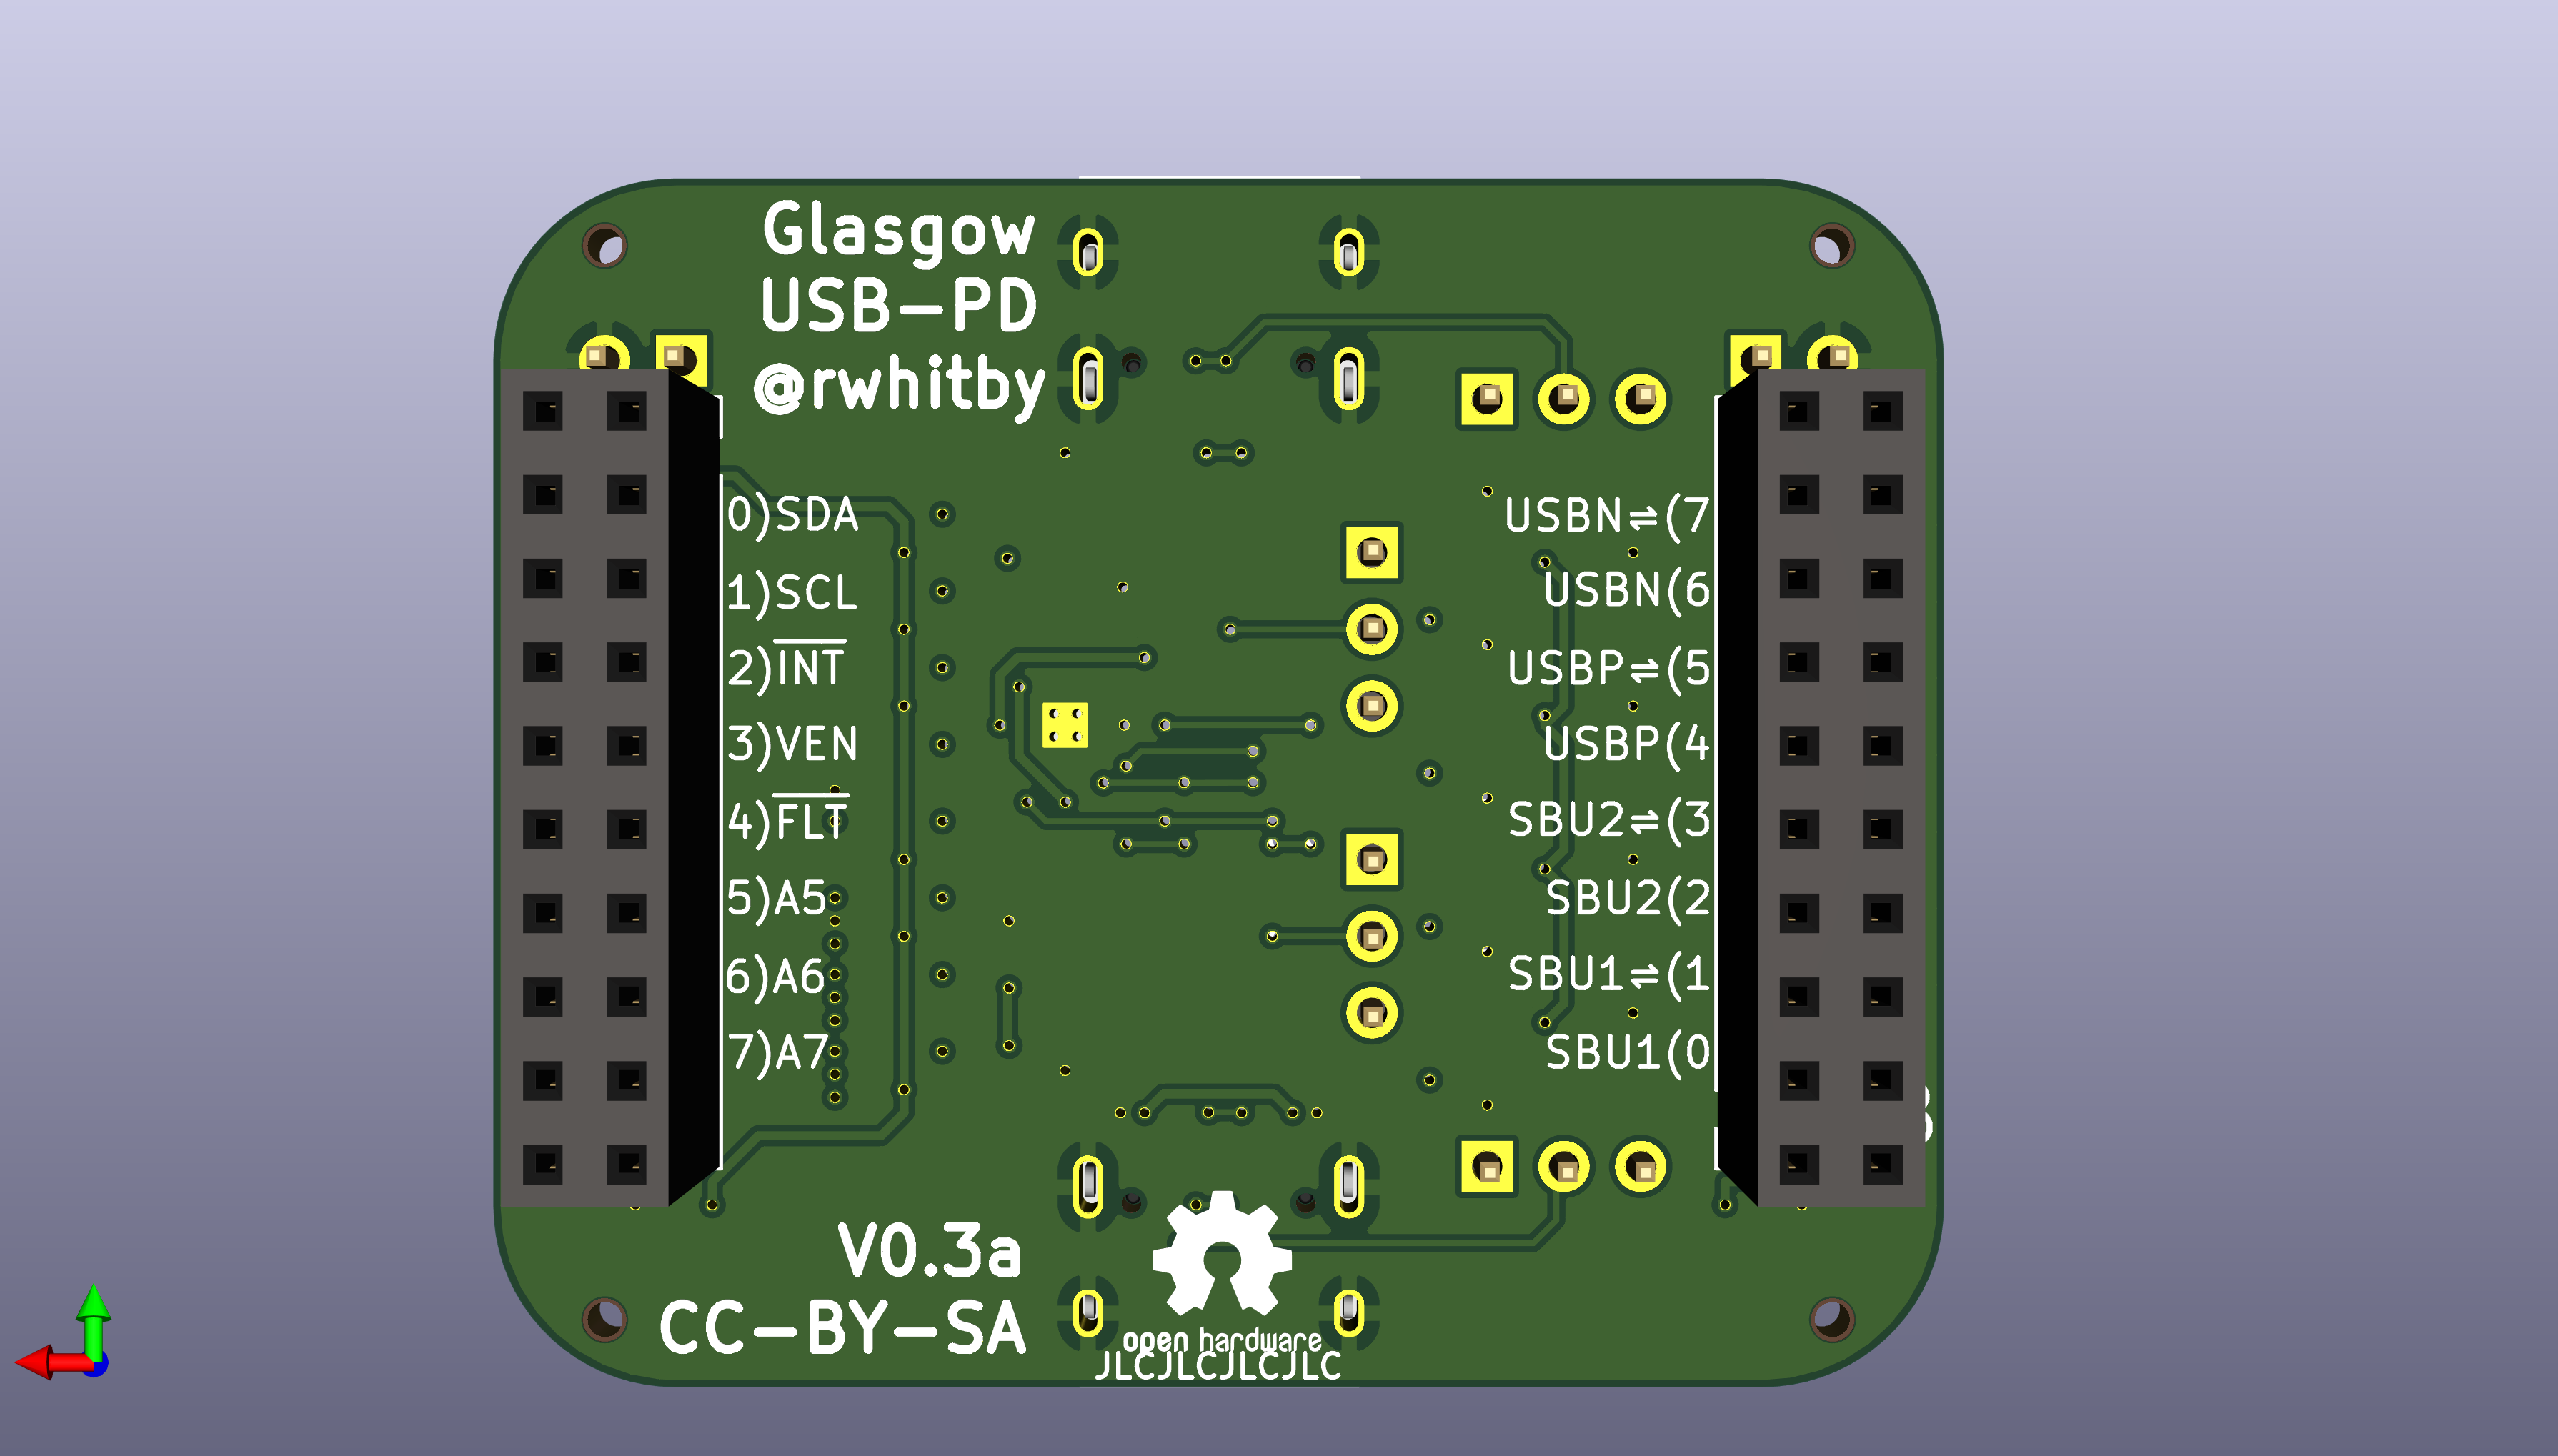 Glasgow
USB-PD
@rwhitby
0)SDA
1)SCL
2)INT
3)VEN
4)FLT
5)A5
6)A6
7)A7
USBN⇌(7
USBN(6
USBP⇌(5
USBP(4
SBU2⇌(3
SBU2(2
SBU1⇌(1
SBU1(0
V0.3a
CC-BY-SA
open hardware
JLCJLCJLCJLC